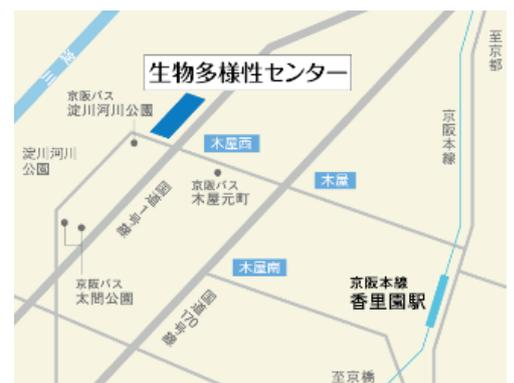 至京都
淀川
生物多様性センター
京阪バス
淀川河川公園
京阪本線
木屋西
淀川河川
公園
木屋
京阪バス
木屋元町
国道1号線
木屋南
京阪バス
太間公園
京阪本線
香里園駅
国道170号線
至京橋